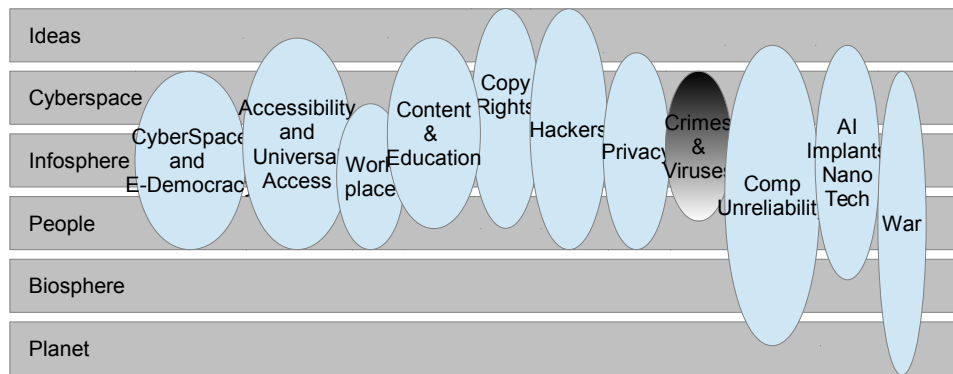 Ideas
Cyberspace
Infosphere
People
Biosphere
Planet
CyberSpace
and
E-Democracy
Accessibility
and
Universal
Access
Work
place
Content
&
Education
Copy
Rights
Hackers
Privacy
Crimes
&
Viruses
Comp
Unreliability
AI
Implants
Nano
Tech
War